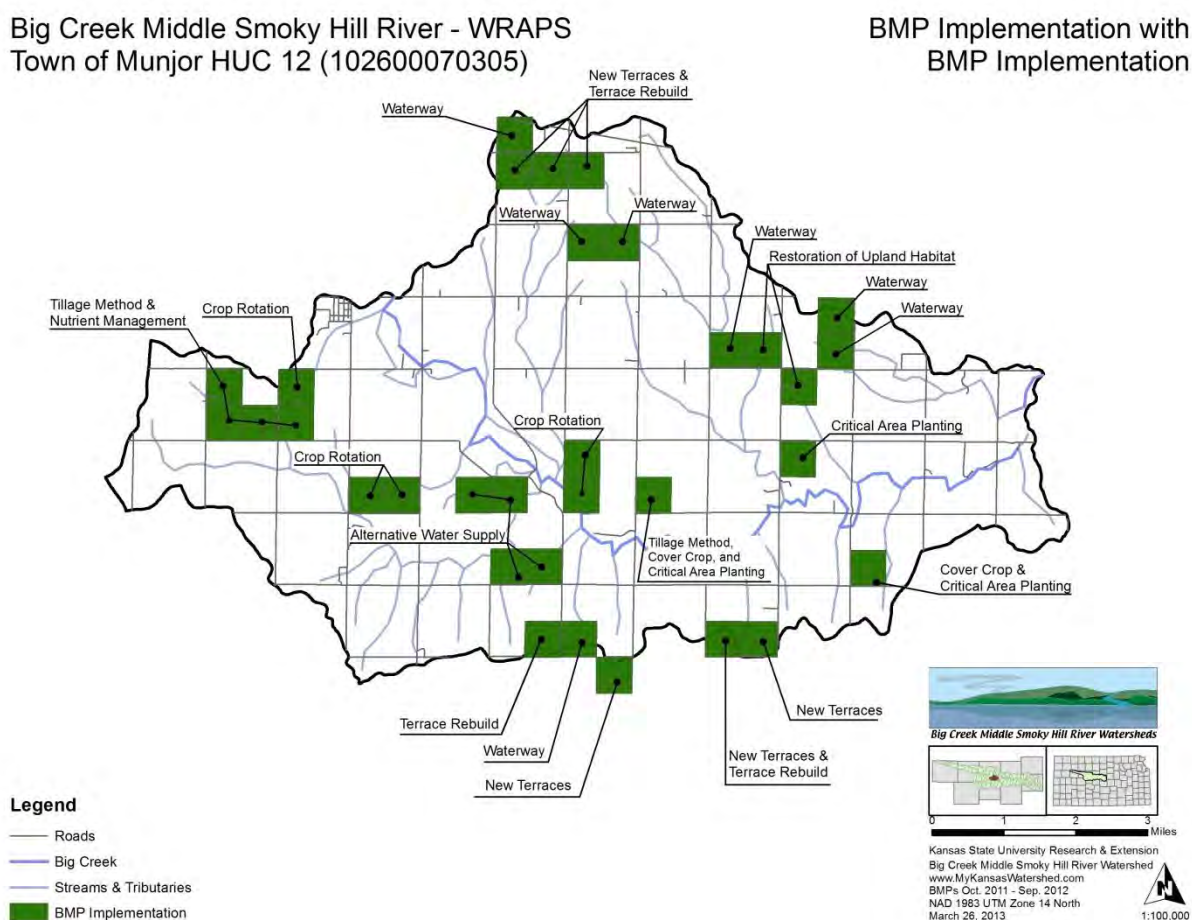 Big Creek Middle Smoky Hill River - WRAPS
Town of Munjor HUC 12 (102600070305)
BMP Implementation with
BMP Implementation
New Terraces &
Terrace Rebuild
Waterway
Waterway
Waterway
Waterway
Restoration of Upland Habitat
Waterway
Waterway
Tillage Method &
Nutrient Management
Crop Rotation
Crop Rotation
Critical Area Planting
Crop Rotation
Alternative Water Supply
Tillage Method,
Cover Crop, and
Critical Area Planting
Cover Crop &
Critical Area Planting
Terrace Rebuild
Waterway
New Terraces
New Terraces
New Terraces &
Terrace Rebuild
Big Creek Middle Smoky Hill River Watersheds
0 1 2 3
Miles
Kansas State University Research & Extension
Big Creek Middle Smoky Hill River Watershed
www.MyKansasWatershed.com
BMPs Oct. 2011 - Sep. 2012
NAD 1983 UTM Zone 14 North
March 26, 2013
N
1:100,000
Legend
Roads
Big Creek
Streams & Tributaries
BMP Implementation